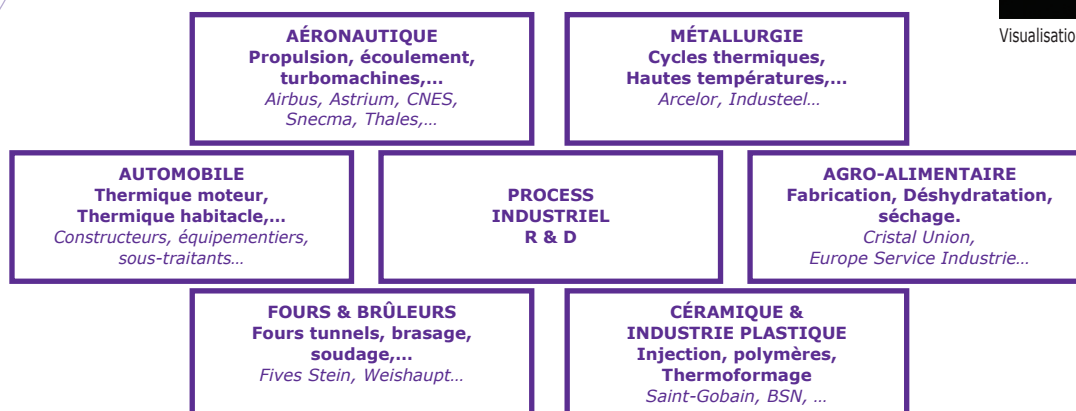 Visualisatio
AÉRONAUTIQUE
Propulsion, écoulement,
turbomachines,...
Airbus, Astrium, CNES,
Snecma, Thales,…
MÉTALLURGIE
Cycles thermiques,
Hautes températures,...
Arcelor, Industeel…
AUTOMOBILE
Thermique moteur,
Thermique habitacle,...
Constructeurs, équipementiers,
sous-traitants…
PROCESS
INDUSTRIEL
R & D
AGRO-ALIMENTAIRE
Fabrication, Déshydratation,
séchage.
Cristal Union,
Europe Service Industrie…
FOURS & BRÛLEURS
Fours tunnels, brasage,
soudage,...
Fives Stein, Weishaupt…
CÉRAMIQUE &
INDUSTRIE PLASTIQUE
Injection, polymères,
Thermoformage
Saint-Gobain, BSN, …